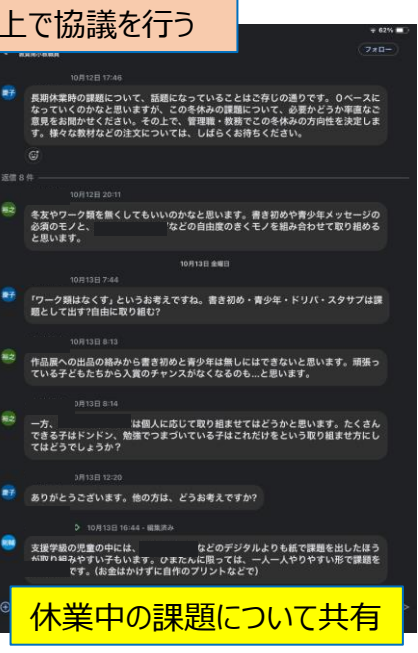 上で協議を行う
62%
フォロー
10月12日 17:46
慶子
長期休業時の課題について、話題になっていることはご存じの通りです。0ベースに
なっていくのかなと思いますが、この冬休みの課題について、必要かどうか率直なご
意見をお聞かせください。その上で、管理職・教務でこの冬休みの方向性を決定しま
す。様々な教材などの注文については、しばらくお待ちください。
返信 8 件
10月12日 20:11
裕之
冬友やワーク類を無くしてもいいのかなと思います。書き初めや青少年メッセージの
必須のモノと、 などの自由度のきくモノを組み合わせて取り組める
と思います。
10月13日 金曜日
10月13日 7:44
慶子
「ワーク類はなくす」というお考えですね。書き初め・青少年・ドリパ・スタサプは課
題として出す?自由に取り組む?
10月13日 8:13
裕之
作品展への出品の絡みから書き初めと青少年は無しにはできないと思います。頑張っ
ている子どもたちから入賞のチャンスがなくなるのも...と思います。
10月13日 8:14
裕之
一方、 は個人に応じて取り組ませてはどうかと思います。たくさん
できる子はドンドン、勉強でつまづいている子はこれだけをという取り組ませ方にし
てはどうでしょうか?
10月13日 12:20
慶子
ありがとうございます。他の方は、どうお考えですか?
10月13日 16:44・編集済み
支援学級の児童の中には、 などのデジタルよりも紙で課題を出したほう
が取り組みやすい子もいます。ひまたんに限っては、一人一人やりやすい形で課題を
です。(お金はかけずに自作のプリントなどで)
休業中の課題について共有